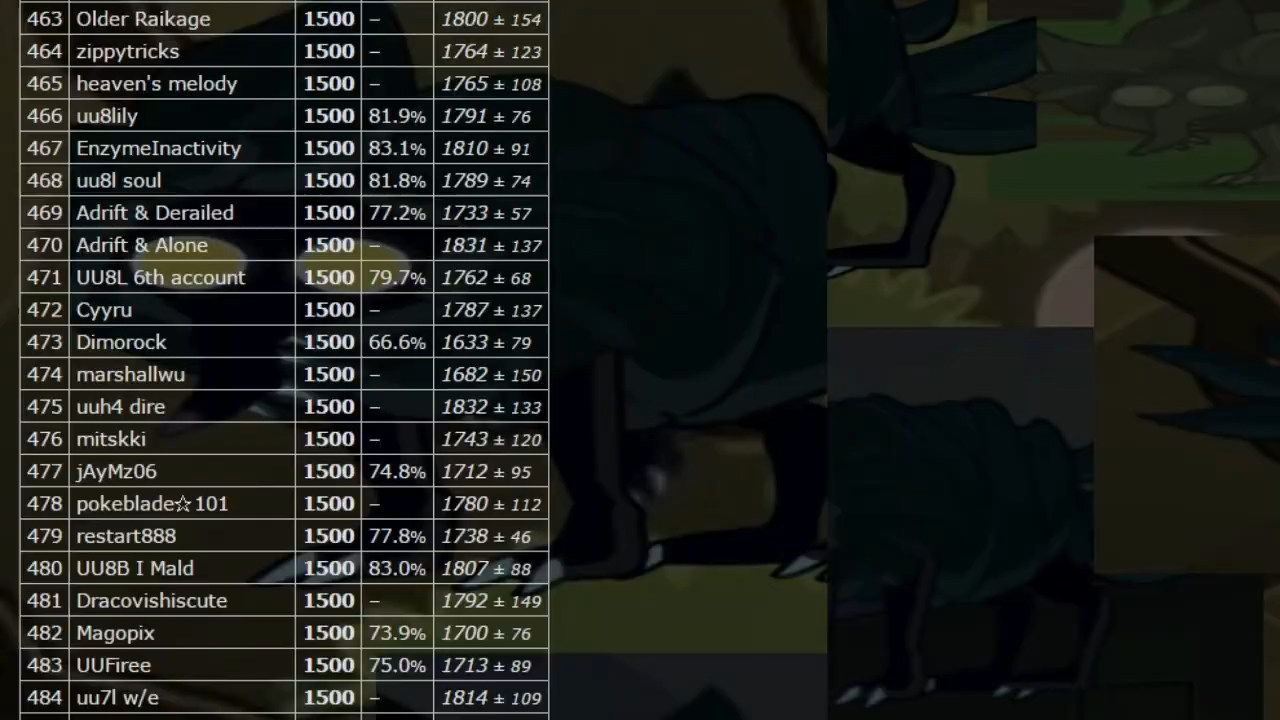 463 Older Raikage 1500 – 1800 ± 154
464 zippytricks 1500 – 1764 ± 123
465 heaven's melody 1500 – 1765 ± 108
466 uu8lily 1500 81.9% 1791 ± 76
467 EnzymeInactivity 1500 83.1% 1810 ± 91
468 uu8l soul 1500 81.8% 1789 ± 74
469 Adrift & Derailed 1500 77.2% 1733 ± 57
470 Adrift & Alone 1500 – 1831 ± 137
471 UU8L 6th account 1500 79.7% 1762 ± 68
472 Cyyru 1500 – 1787 ± 137
473 Dimorock 1500 66.6% 1633 ± 79
474 marshallwu 1500 – 1682 ± 150
475 uuh4 dire 1500 – 1832 ± 133
476 mitskki 1500 – 1743 ± 120
477 jAyMz06 1500 74.8% 1712 ± 95
478 pokeblade☆101 1500 – 1780 ± 112
479 restart888 1500 77.8% 1738 ± 46
480 UU8B I Mald 1500 83.0% 1807 ± 88
481 Dracovishiscute 1500 – 1792 ± 149
482 Magopix 1500 73.9% 1700 ± 76
483 UUFiree 1500 75.0% 1713 ± 89
484 uu7l w/e 1500 – 1814 ± 109